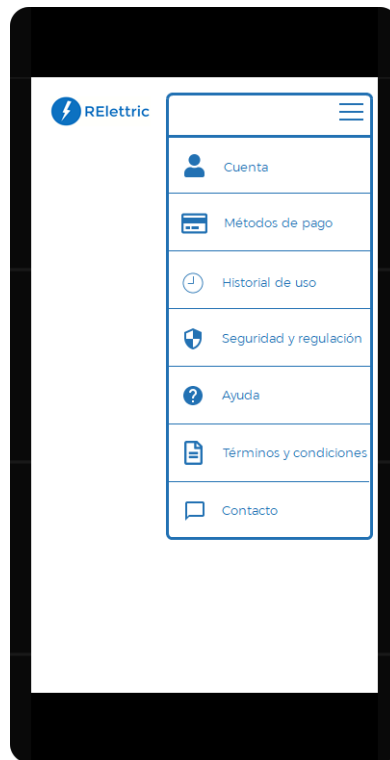 RElettric
Cuenta
Métodos de pago
Historial de uso
Seguridad y regulación
Ayuda
Términos y condiciones
Contacto